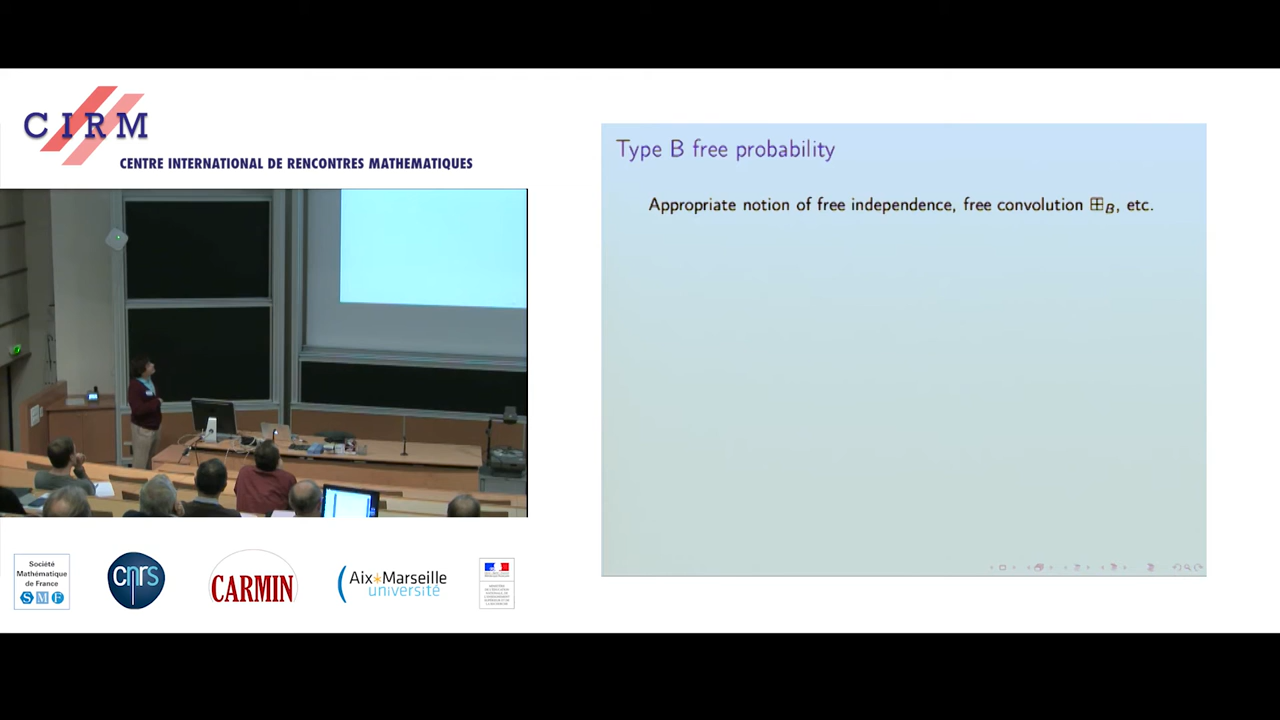 CIRM
CENTRE INTERNATIONAL DE RENCONTRES MATHEMATIQUES
Type B free probability
Appropriate notion of free independence, free convolution ⊞B, etc.
Société
Mathématique
de France
SMF
cnrs
CARMIN
Aix*Marseille
université